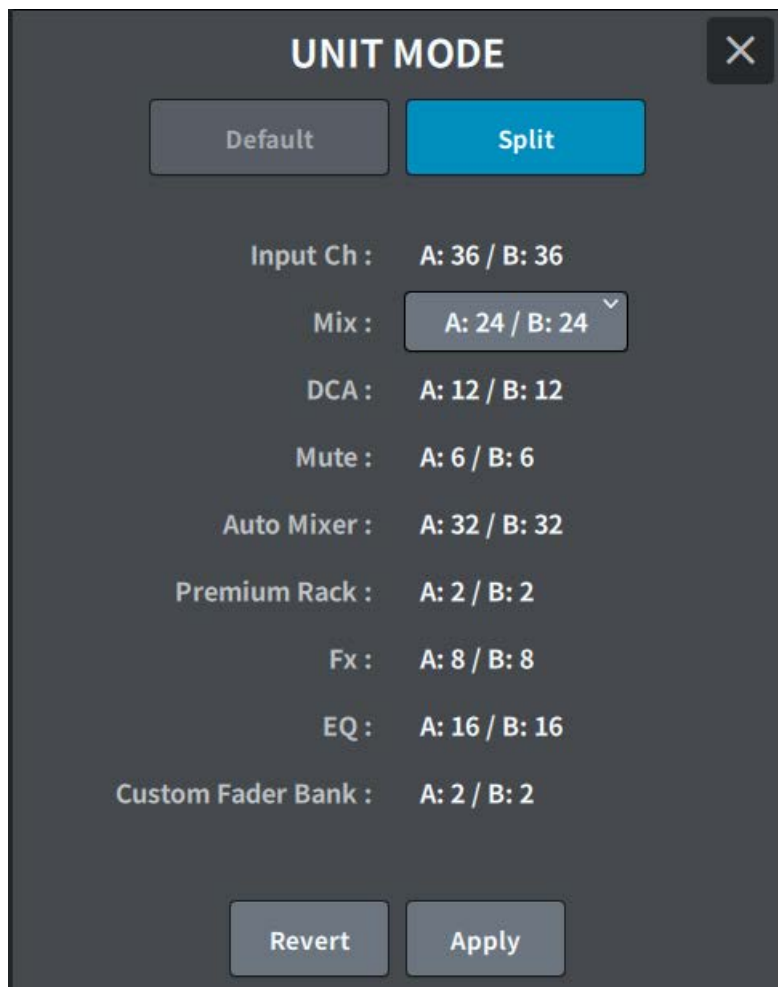 UNIT MODE
Default Split
Input Ch : A: 36 / B: 36
Mix : A: 24 / B: 24
DCA : A: 12 / B: 12
Mute : A: 6 / B: 6
Auto Mixer : A: 32 / B: 32
Premium Rack : A: 2 / B: 2
Fx : A: 8 / B: 8
EQ : A: 16 / B: 16
Custom Fader Bank : A: 2 / B: 2
Revert Apply